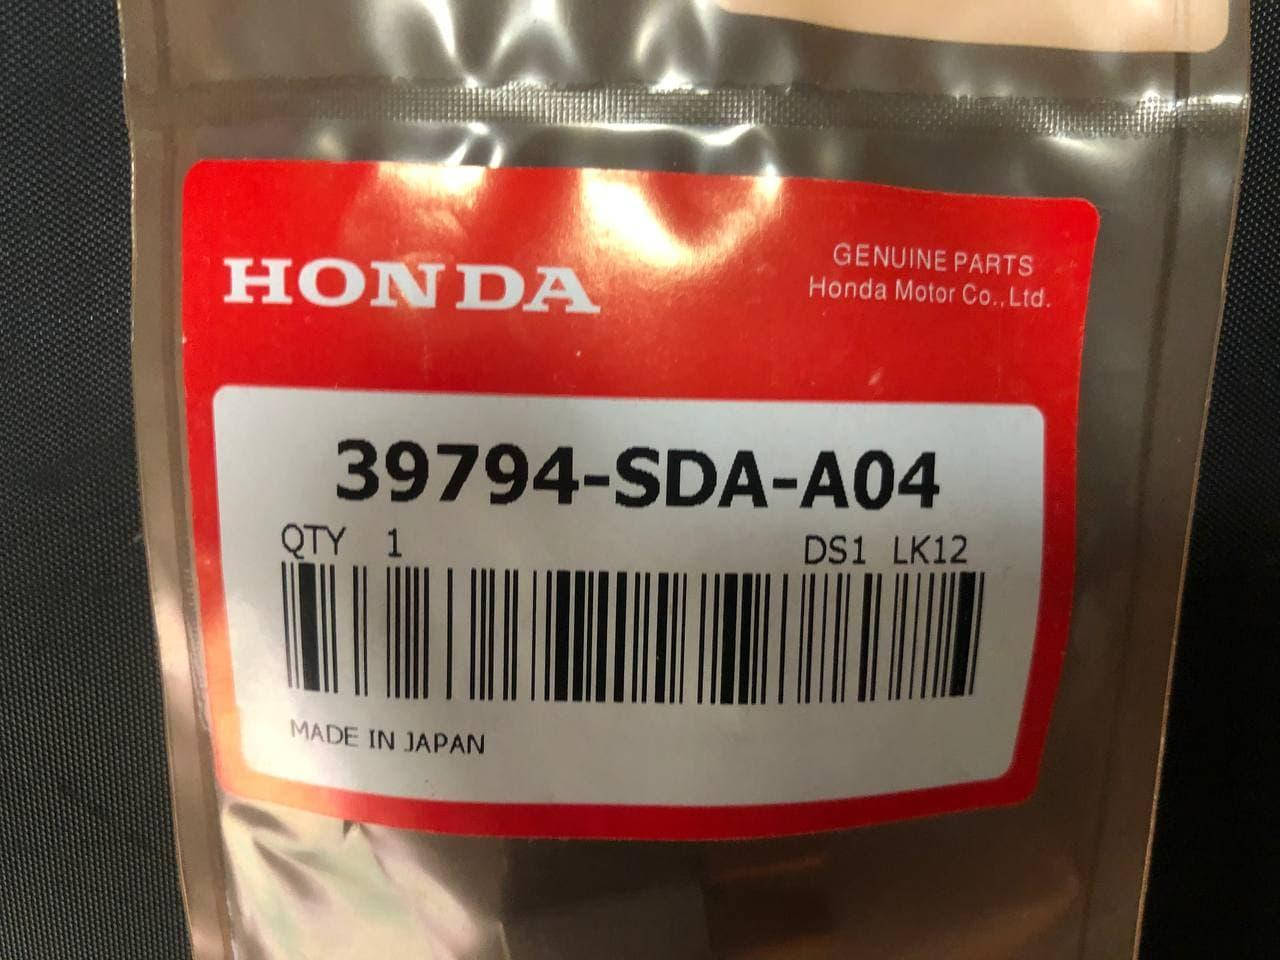 HONDA
GENUINE PARTS
Honda Motor Co., Ltd.
39794-SDA-A04
QTY 1 DS1 LK12
MADE IN JAPAN